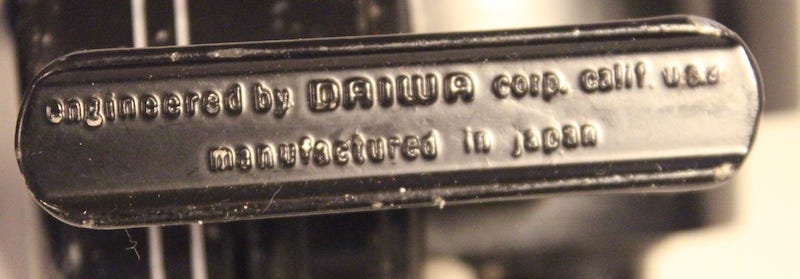 engineered by DAIWA corp. calif. u.s.a
manufactured in japan